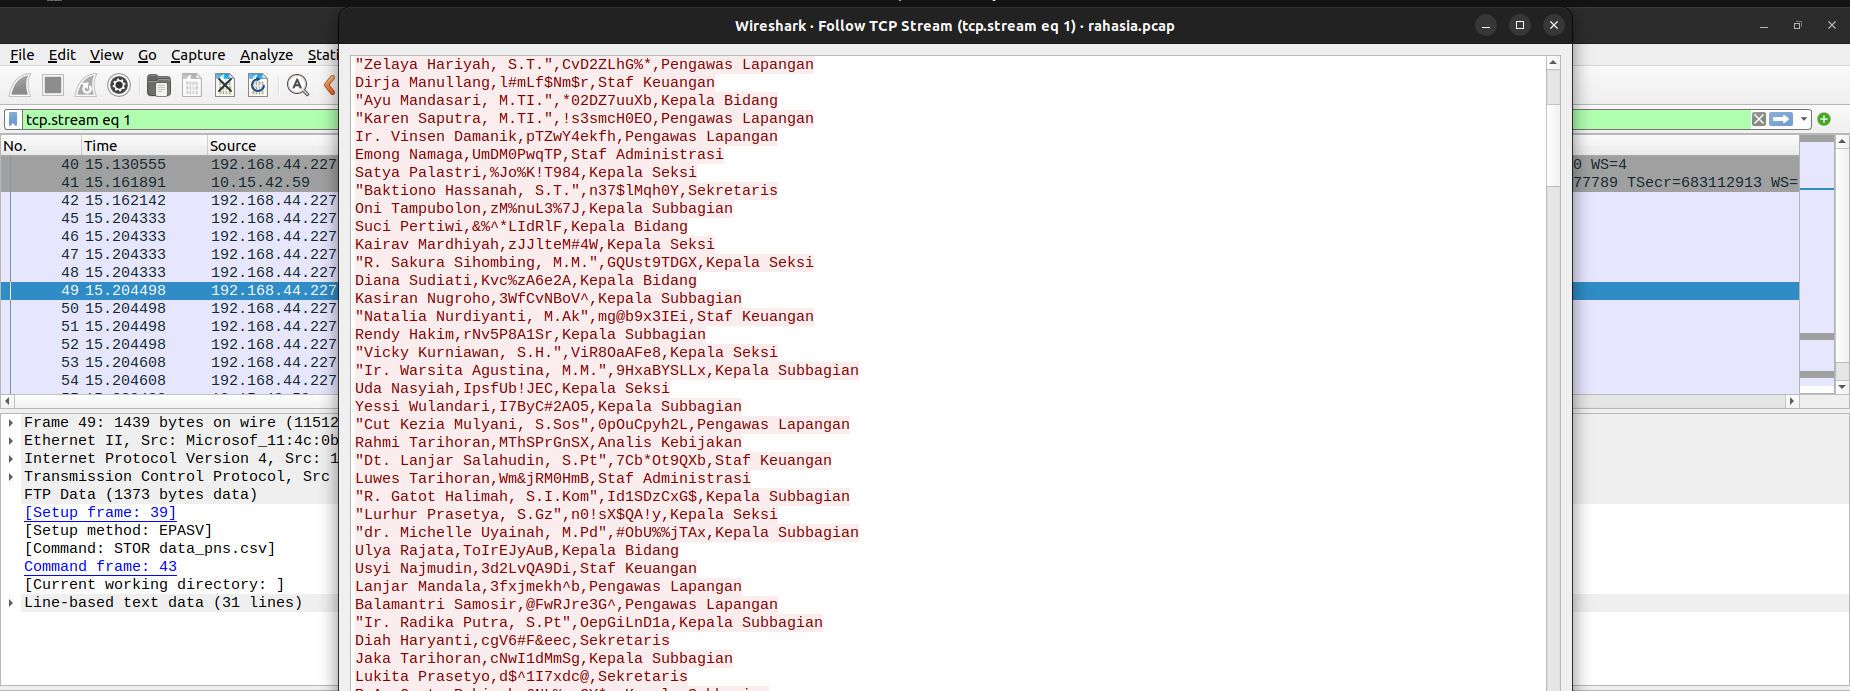 Wireshark · Follow TCP Stream (tcp.stream eq 1) · rahasia.pcap
File Edit View Go Capture Analyze Stati
tcp.stream eq 1
No. Time Source
40 15.130555 192.168.44.227
41 15.161891 10.15.42.59
42 15.162142 192.168.44.227
45 15.204333 192.168.44.227
46 15.204333 192.168.44.227
47 15.204333 192.168.44.227
48 15.204333 192.168.44.227
49 15.204498 192.168.44.227
50 15.204498 192.168.44.227
51 15.204498 192.168.44.227
52 15.204498 192.168.44.227
53 15.204608 192.168.44.227
54 15.204608 192.168.44.227
0 WS=4
77789 TSecr=683112913 WS=
Frame 49: 1439 bytes on wire (11512
Ethernet II, Src: Microsof_11:4c:0b
Internet Protocol Version 4, Src: 1
Transmission Control Protocol, Src
FTP Data (1373 bytes data)
[Setup frame: 39]
[Setup method: EPASV]
[Command: STOR data_pns.csv]
Command frame: 43
[Current working directory: ]
Line-based text data (31 lines)
"Zelaya Hariyah, S.T.",CvD2ZLhG%*,Pengawas Lapangan
Dirja Manullang,l#mLf$Nm$r,Staf Keuangan
"Ayu Mandasari, M.TI.",*02DZ7uuXb,Kepala Bidang
"Karen Saputra, M.TI.",!s3smcH0EO,Pengawas Lapangan
Ir. Vinsen Damanik,pTZwY4ekfh,Pengawas Lapangan
Emong Namaga,UmDM0PwqTP,Staf Administrasi
Satya Palastri,%Jo%K!T984,Kepala Seksi
"Baktiono Hassanah, S.T.",n37$lMqh0Y,Sekretaris
Oni Tampubolon,zM%nuL3%7J,Kepala Subbagian
Suci Pertiwi,&%^*LIdRlF,Kepala Bidang
Kairav Mardhiyah,zJJlteM#4W,Kepala Seksi
"R. Sakura Sihombing, M.M.",GQUst9TDGX,Kepala Seksi
Diana Sudiati,Kvc%zA6e2A,Kepala Bidang
Kasiran Nugroho,3WfCvNBoV^,Kepala Subbagian
"Natalia Nurdiyanti, M.Ak",mg@b9x3IEi,Staf Keuangan
Rendy Hakim,rNv5P8A1Sr,Kepala Subbagian
"Vicky Kurniawan, S.H.",ViR8OaAFe8,Kepala Seksi
"Ir. Warsita Agustina, M.M.",9HxaBYSLLx,Kepala Subbagian
Uda Nasyiah,IpsfUb!JEC,Kepala Seksi
Yessi Wulandari,I7ByC#2AO5,Kepala Subbagian
"Cut Kezia Mulyani, S.Sos",0pOuCpyh2L,Pengawas Lapangan
Rahmi Tarihoran,MThSPrGnSX,Analis Kebijakan
"Dt. Lanjar Salahudin, S.Pt",7Cb*Ot9QXb,Staf Keuangan
Luwes Tarihoran,Wm&jRM0HmB,Staf Administrasi
"R. Gatot Halimah, S.I.Kom",Id1SDzCxG$,Kepala Subbagian
"Lurhur Prasetya, S.Gz",n0!sX$QA!y,Kepala Seksi
"dr. Michelle Uyainah, M.Pd",#ObU%%jTAx,Kepala Subbagian
Ulya Rajata,ToIrEJyAuB,Kepala Bidang
Usyi Najmudin,3d2LvQA9Di,Staf Keuangan
Lanjar Mandala,3fxjmekh^b,Pengawas Lapangan
Balamantri Samosir,@FwRJre3G^,Pengawas Lapangan
"Ir. Radika Putra, S.Pt",OepGiLnD1a,Kepala Subbagian
Diah Haryanti,cgV6#F&eec,Sekretaris
Jaka Tarihoran,cNwI1dMmSg,Kepala Subbagian
Lukita Prasetyo,d$^1I7xdc@,Sekretaris